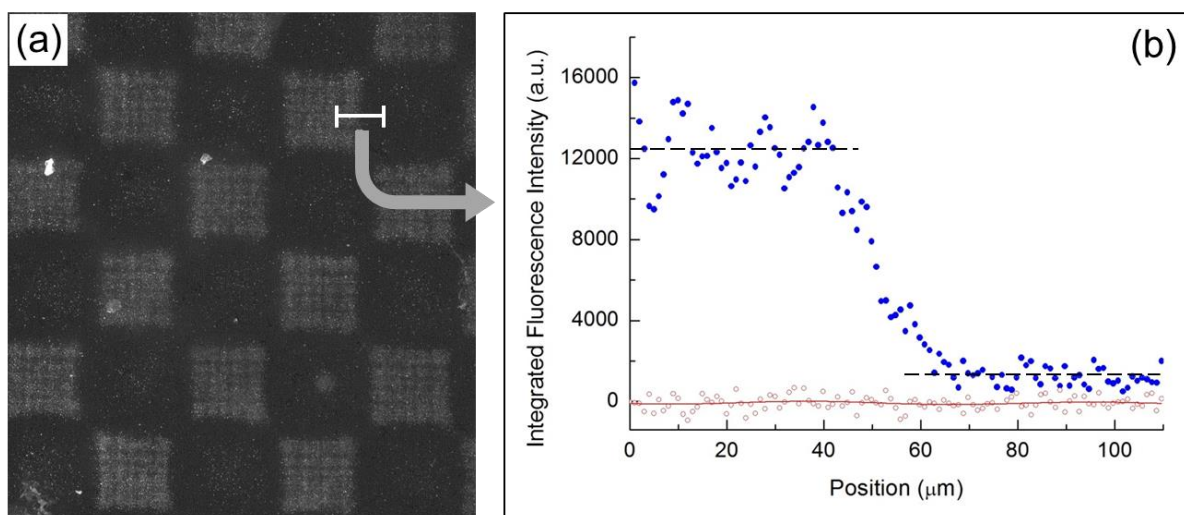 (a)
(b)
Integrated Fluorescence Intensity (a.u.)
16000
12000
8000
4000
0
0 20 40 60 80 100
Position (μm)